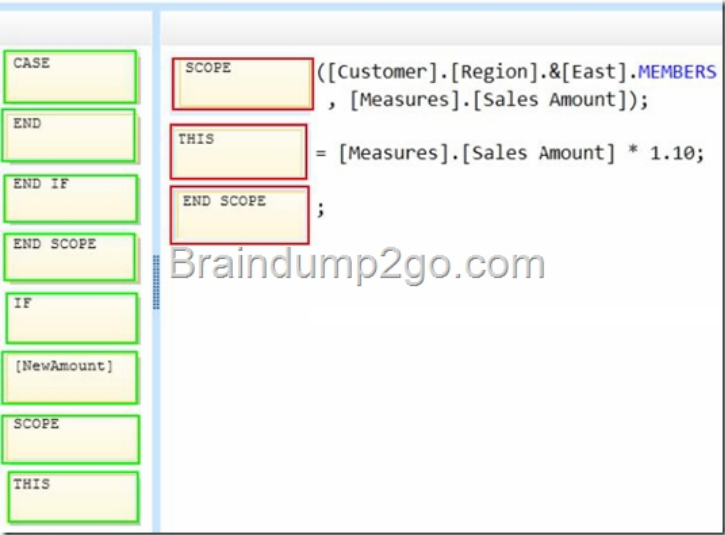 CASE
END
END IF
END SCOPE
IF
[NewAmount]
SCOPE
THIS
SCOPE ([Customer].[Region].&[East].MEMBERS
, [Measures].[Sales Amount]);
THIS = [Measures].[Sales Amount] * 1.10;
END SCOPE ;
Braindump2go.com